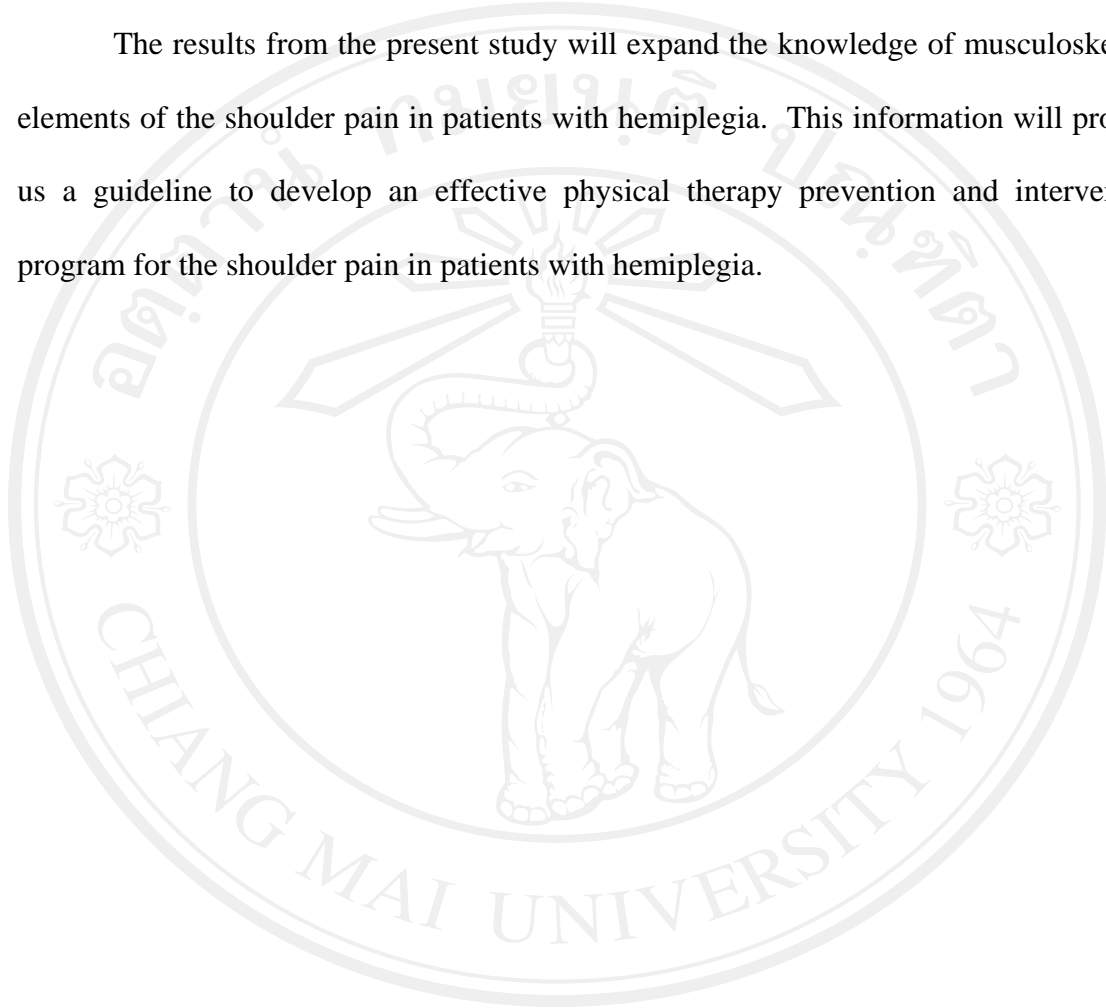 The results from the present study will expand the knowledge of musculoske
elements of the shoulder pain in patients with hemiplegia. This information will pro
us a guideline to develop an effective physical therapy prevention and interve
program for the shoulder pain in patients with hemiplegia.
CHIANG MAI UNIVERSITY 1964